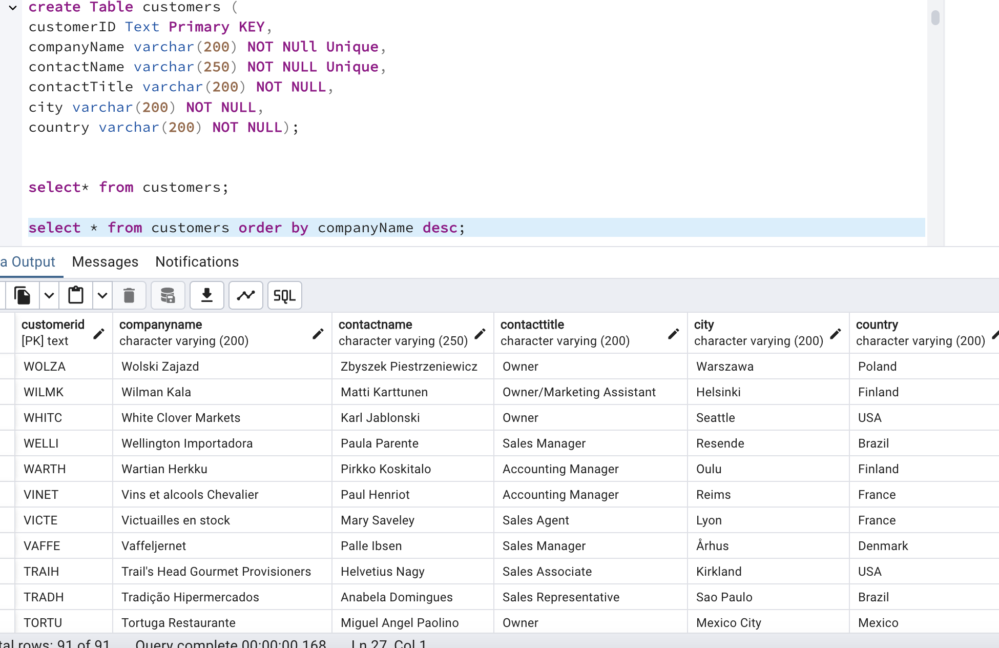 create Table customers (
customerID Text Primary KEY,
companyName varchar(200) NOT NUll Unique,
contactName varchar(250) NOT NULL Unique,
contactTitle varchar(200) NOT NULL,
city varchar(200) NOT NULL,
country varchar(200) NOT NULL);
select* from customers;
select * from customers order by companyName desc;
a Output Messages Notifications
SQL
customerid companyname contactname contacttitle city country
[PK] text character varying (200) character varying (250) character varying (200) character varying (200) character varying (200)
WOLZA Wolski Zajazd Zbyszek Piestrzeniewicz Owner Warszawa Poland
WILMK Wilman Kala Matti Karttunen Owner/Marketing Assistant Helsinki Finland
WHITC White Clover Markets Karl Jablonski Owner Seattle USA
WELLI Wellington Importadora Paula Parente Sales Manager Resende Brazil
WARTH Wartian Herkku Pirkko Koskitalo Accounting Manager Oulu Finland
VINET Vins et alcools Chevalier Paul Henriot Accounting Manager Reims France
VICTE Victuailles en stock Mary Saveley Sales Agent Lyon France
VAFFE Vaffeljernet Palle Ibsen Sales Manager Århus Denmark
TRAIH Trail's Head Gourmet Provisioners Helvetius Nagy Sales Associate Kirkland USA
TRADH Tradição Hipermercados Anabela Domingues Sales Representative Sao Paulo Brazil
TORTU Tortuga Restaurante Miguel Angel Paolino Owner Mexico City Mexico
tal rows: 91 of 91 Query complete 00:00:00.168 Ln 27, Col 1